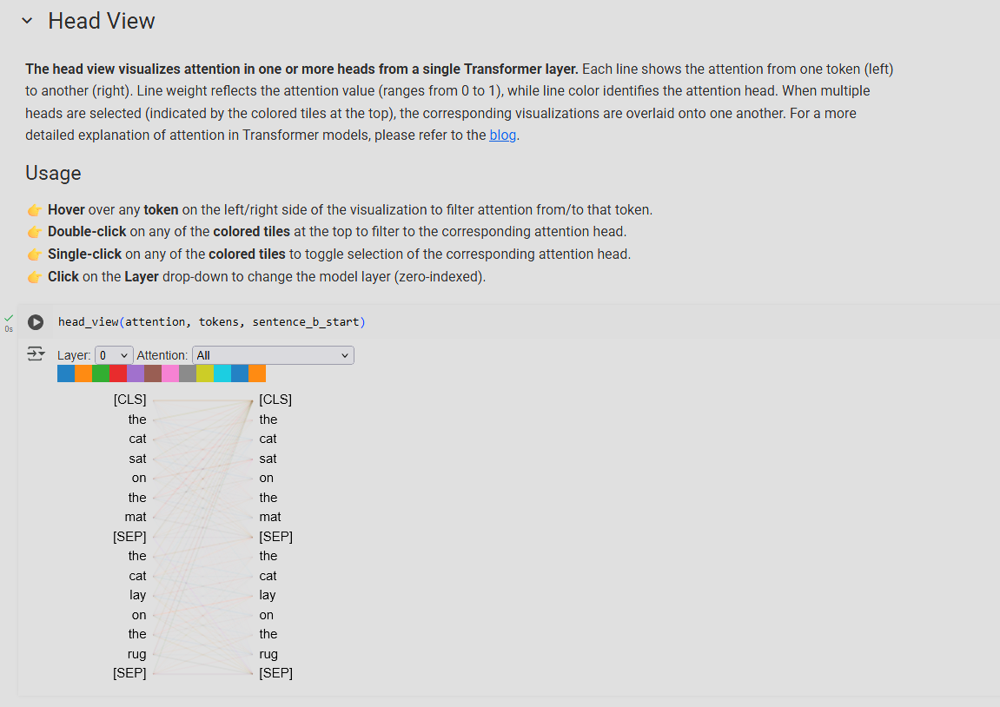 Head View
The head view visualizes attention in one or more heads from a single Transformer layer. Each line shows the attention from one token (left)
to another (right). Line weight reflects the attention value (ranges from 0 to 1), while line color identifies the attention head. When multiple
heads are selected (indicated by the colored tiles at the top), the corresponding visualizations are overlaid onto one another. For a more
detailed explanation of attention in Transformer models, please refer to the blog.
Usage
👉 Hover over any token on the left/right side of the visualization to filter attention from/to that token.
👉 Double-click on any of the colored tiles at the top to filter to the corresponding attention head.
👉 Single-click on any of the colored tiles to toggle selection of the corresponding attention head.
👉 Click on the Layer drop-down to change the model layer (zero-indexed).
0s
head_view(attention, tokens, sentence_b_start)
Layer: 0 Attention: All
[CLS] [CLS]
the the
cat cat
sat sat
on on
the the
mat mat
[SEP] [SEP]
the the
cat cat
lay lay
on on
the the
rug rug
[SEP] [SEP]